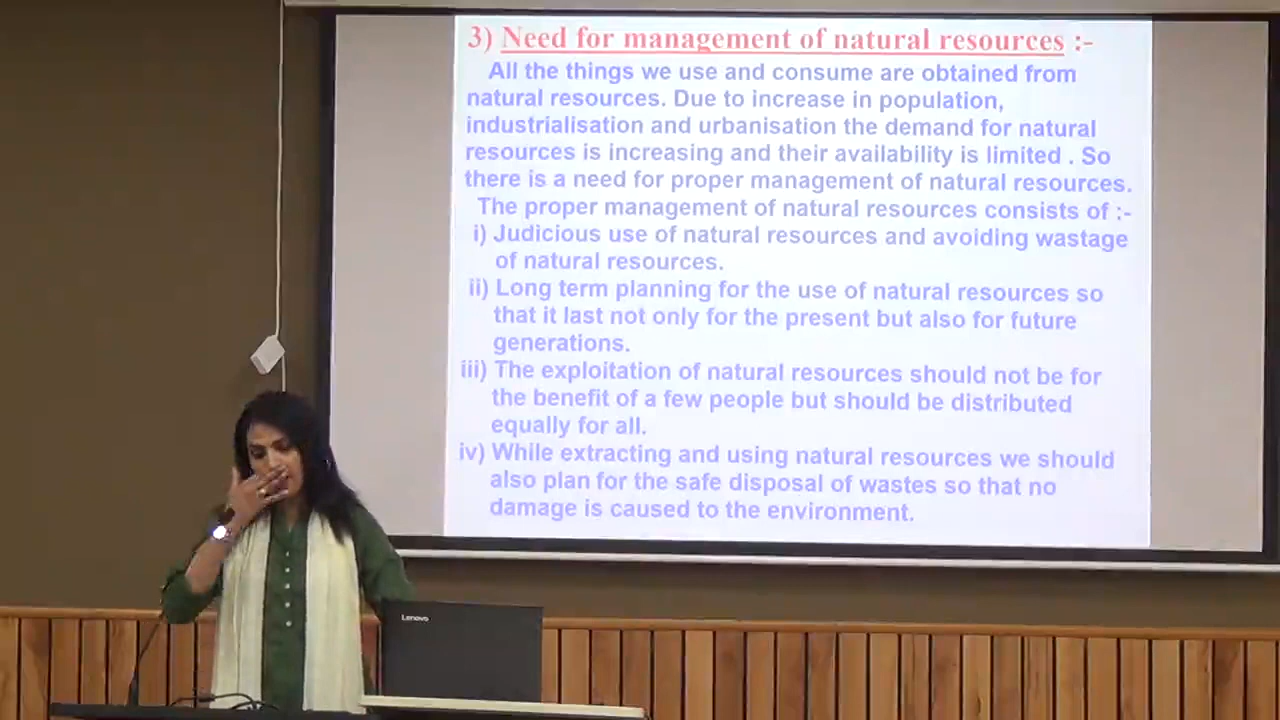 3) Need for management of natural resources :-
All the things we use and consume are obtained from
natural resources. Due to increase in population,
industrialisation and urbanisation the demand for natural
resources is increasing and their availability is limited . So
there is a need for proper management of natural resources.
The proper management of natural resources consists of :-
i) Judicious use of natural resources and avoiding wastage
of natural resources.
ii) Long term planning for the use of natural resources so
that it last not only for the present but also for future
generations.
iii) The exploitation of natural resources should not be for
the benefit of a few people but should be distributed
equally for all.
iv) While extracting and using natural resources we should
also plan for the safe disposal of wastes so that no
damage is caused to the environment.
Lenovo